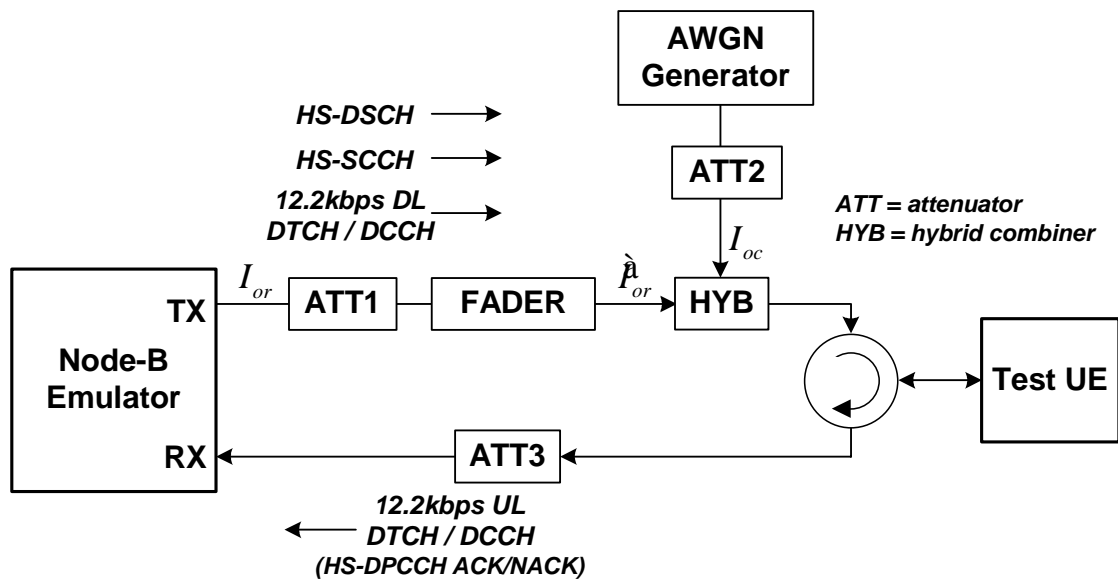 AWGN
Generator
HS-DSCH
HS-SCCH
12.2kbps DL
DTCH / DCCH
ATT2
ATT = attenuator
HYB = hybrid combiner
I_oc
I_or
TX
ATT1
FADER
or
HYB
Node-B
Emulator
Test UE
RX
ATT3
12.2kbps UL
DTCH / DCCH
(HS-DPCCH ACK/NACK)